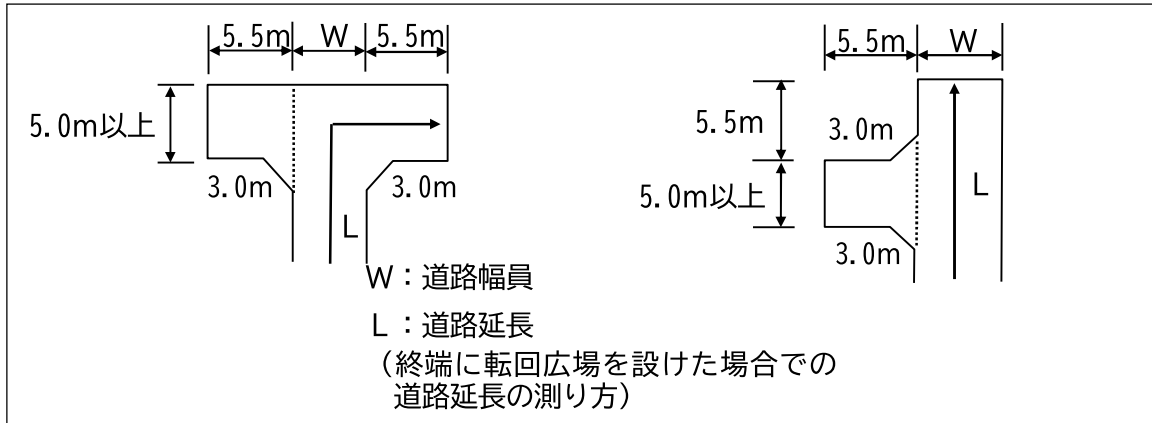 5.5m W 5.5m
5.0m以上
3.0m 3.0m
L
5.5m W
5.5m 3.0m
5.0m以上 L
3.0m
W：道路幅員
L：道路延長
（終端に転回広場を設けた場合での
道路延長の測り方）